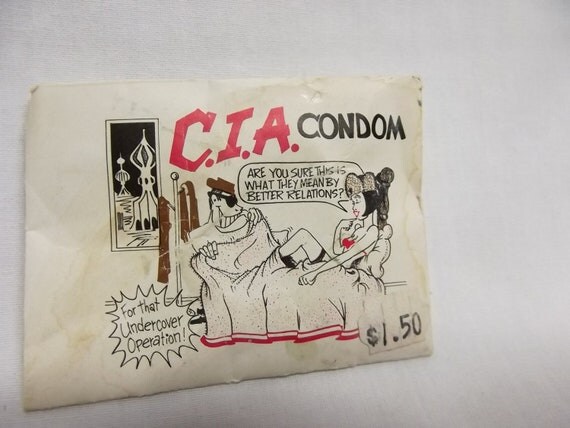 C.I.A. CONDOM
ARE YOU SURE THIS IS
WHAT THEY MEAN BY
BETTER RELATIONS?
For that
Undercover
Operation!
$1.50